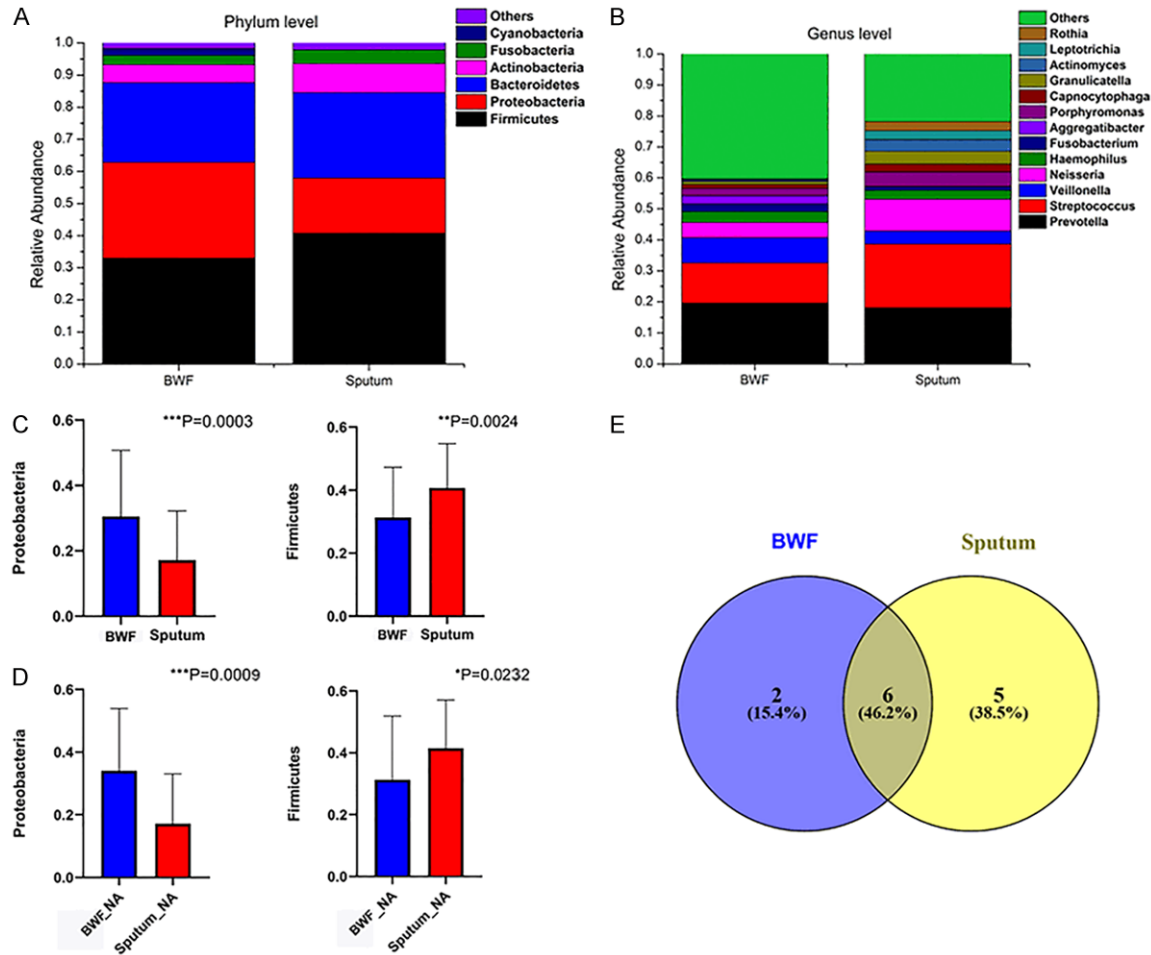 A
Phylum level
Others
Cyanobacteria
Fusobacteria
Actinobacteria
Bacteroidetes
Proteobacteria
Firmicutes
Relative Abundance
1.0
0.9
0.8
0.7
0.6
0.5
0.4
0.3
0.2
0.1
0.0
BWF
Sputum
B
Genus level
Others
Rothia
Leptotrichia
Actinomyces
Granulicatella
Capnocytophaga
Porphyromonas
Aggregatibacter
Fusobacterium
Haemophilus
Neisseria
Veillonella
Streptococcus
Prevotella
Relative Abundance
1.0
0.9
0.8
0.7
0.6
0.5
0.4
0.3
0.2
0.1
0.0
BWF
Sputum
C
***P=0.0003
Proteobacteria
0.6
0.4
0.2
0.0
BWF
Sputum
**P=0.0024
Firmicutes
0.6
0.4
0.2
0.0
BWF
Sputum
D
***P=0.0009
Proteobacteria
0.6
0.4
0.2
0.0
BWF_NA
Sputum_NA
*P=0.0232
Firmicutes
0.6
0.4
0.2
0.0
BWF_NA
Sputum_NA
E
BWF
Sputum
2
(15.4%)
6
(46.2%)
5
(38.5%)